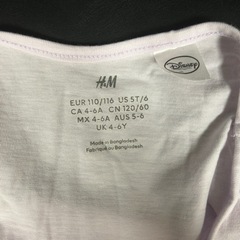 H&M
Disney
EUR 110/116 US 5T/6
CA 4-6A CN 120/60
MX 4-6A AUS 5-6
UK 4-6Y
Made in Bangladesh
Fabriqué au Bangladesh